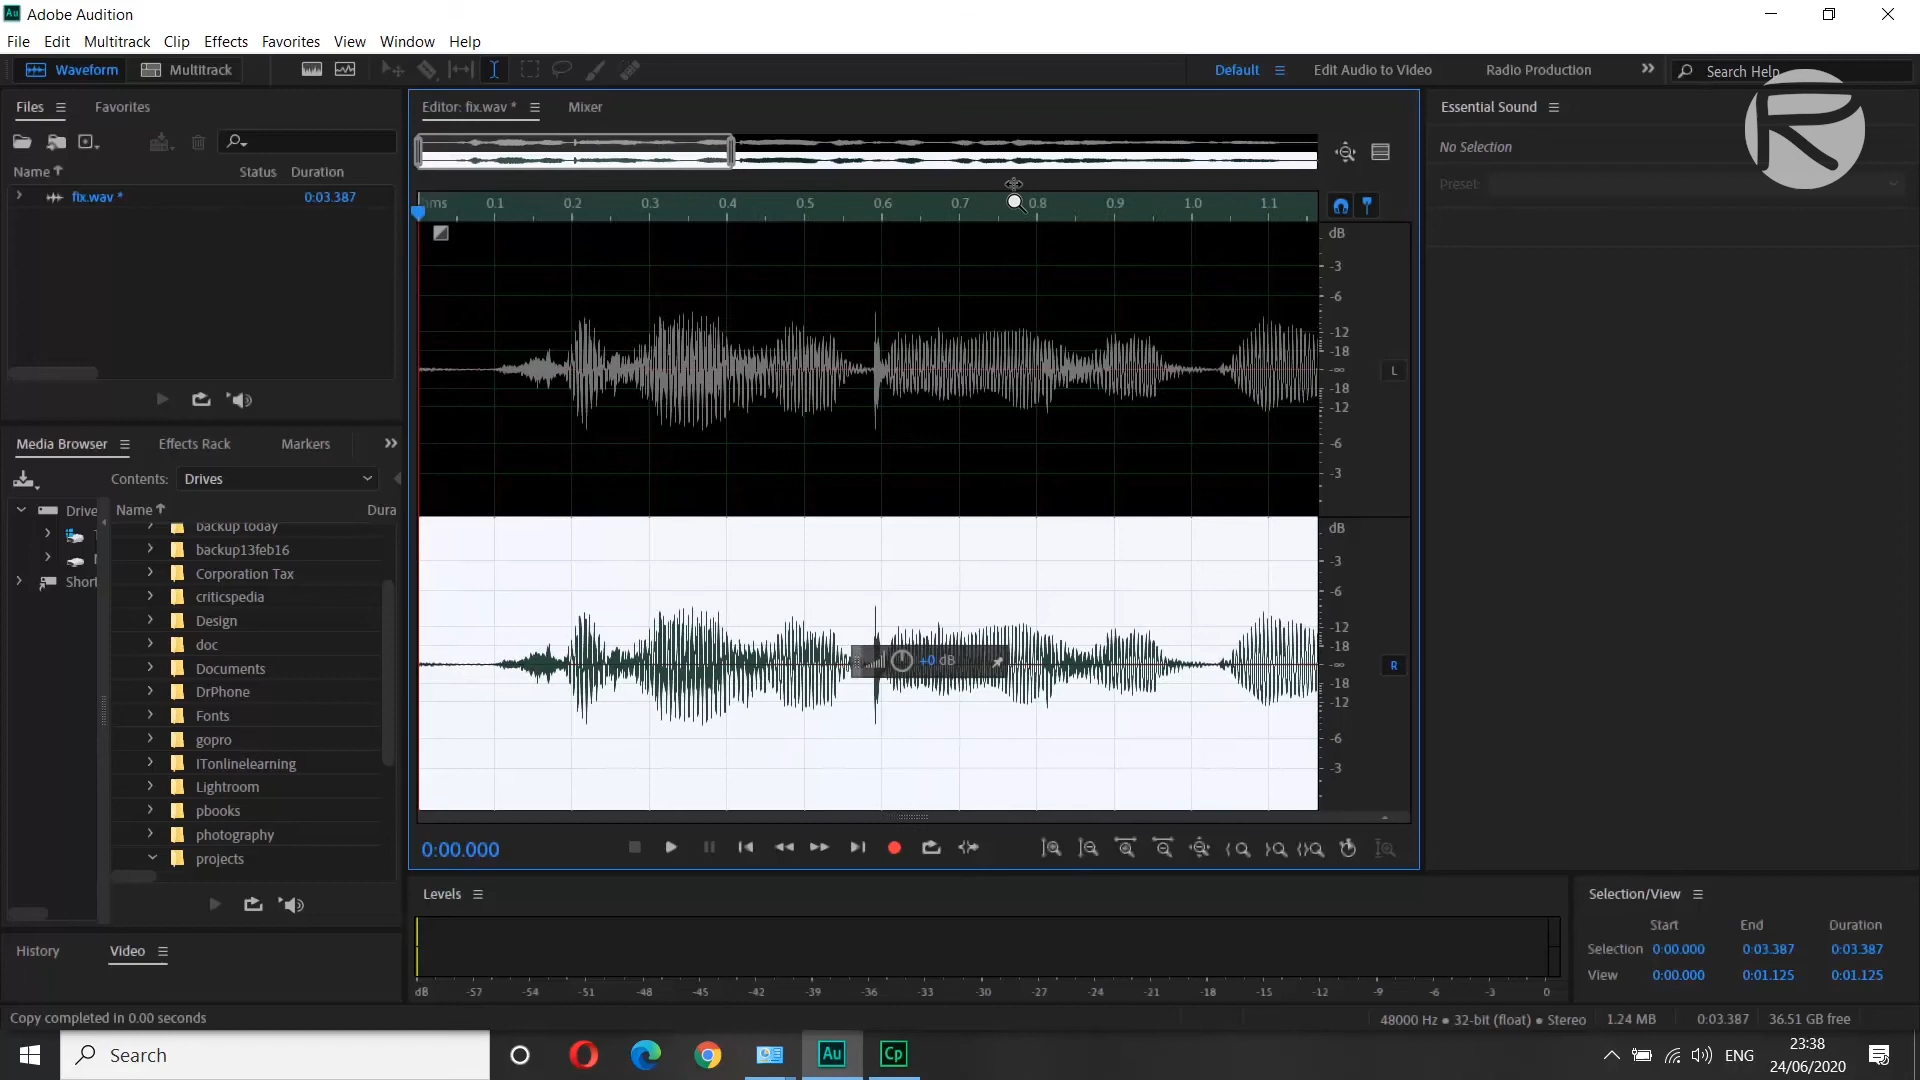 Au Adobe Audition
File Edit Multitrack Clip Effects Favorites View Window Help
Waveform Multitrack Default Edit Audio to Video Radio Production Search Help
Files Favorites
Name Status Duration
fix.wav * 0:03.387
Media Browser Effects Rack Markers
Contents: Drives
Drive
Short
Name Dura
backup today
backup13feb16
Corporation Tax
criticspedia
Design
doc
Documents
DrPhone
Fonts
gopro
ITonlinelearning
Lightroom
pbooks
photography
projects
History Video
Editor: fix.wav * Mixer
hms 0.1 0.2 0.3 0.4 0.5 0.6 0.7 0.8 0.9 1.0 1.1
dB
-3
-6
-12
-18
-∞ L
-18
-12
-6
-3
dB
-3
-6
-12
-18
-∞ R
-18
-12
-6
-3
+0 dB
0:00.000
Levels
dB -57 -54 -51 -48 -45 -42 -39 -36 -33 -30 -27 -24 -21 -18 -15 -12 -9 -6 -3 0
Essential Sound
No Selection
Preset:
R
Selection/View
Start End Duration
Selection 0:00.000 0:03.387 0:03.387
View 0:00.000 0:01.125 0:01.125
Copy completed in 0.00 seconds
48000 Hz ● 32-bit (float) ● Stereo 1.24 MB 0:03.387 36.51 GB free
Search Au Cp ENG 23:38
24/06/2020